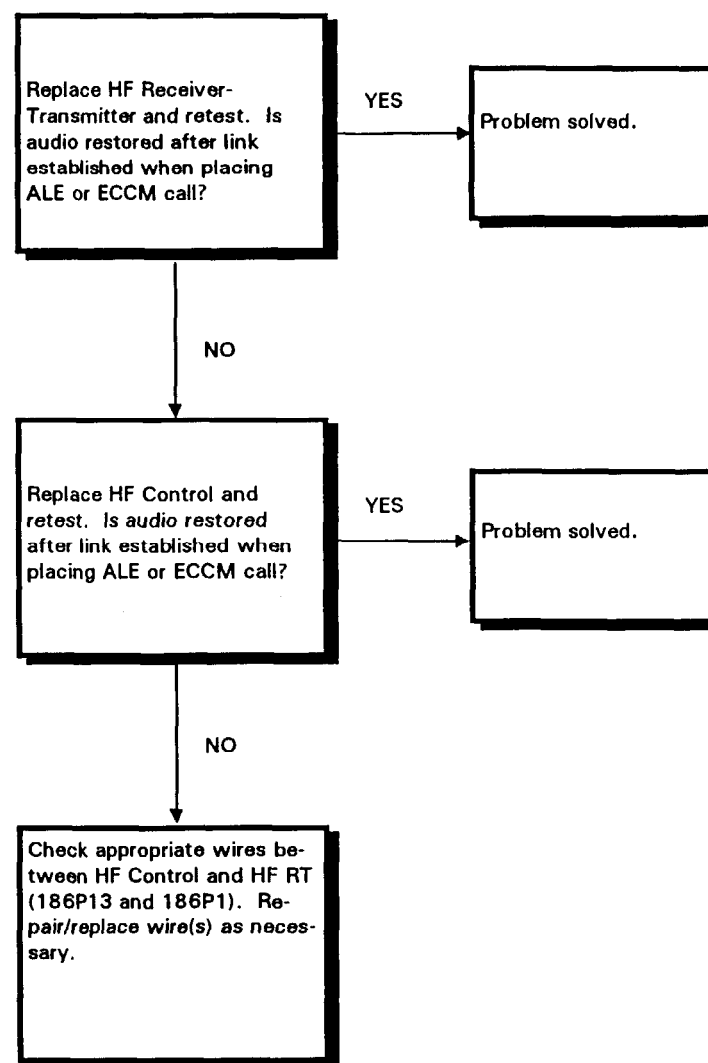 Replace HF Receiver-
Transmitter and retest. Is
audio restored after link
established when placing
ALE or ECCM call?
YES
Problem solved.
NO
Replace HF Control and
retest. Is audio restored
after link established when
placing ALE or ECCM call?
YES
Problem solved.
NO
Check appropriate wires be-
tween HF Control and HF RT
(186P13 and 186P1). Re-
pair/replace wire(s) as neces-
sary.